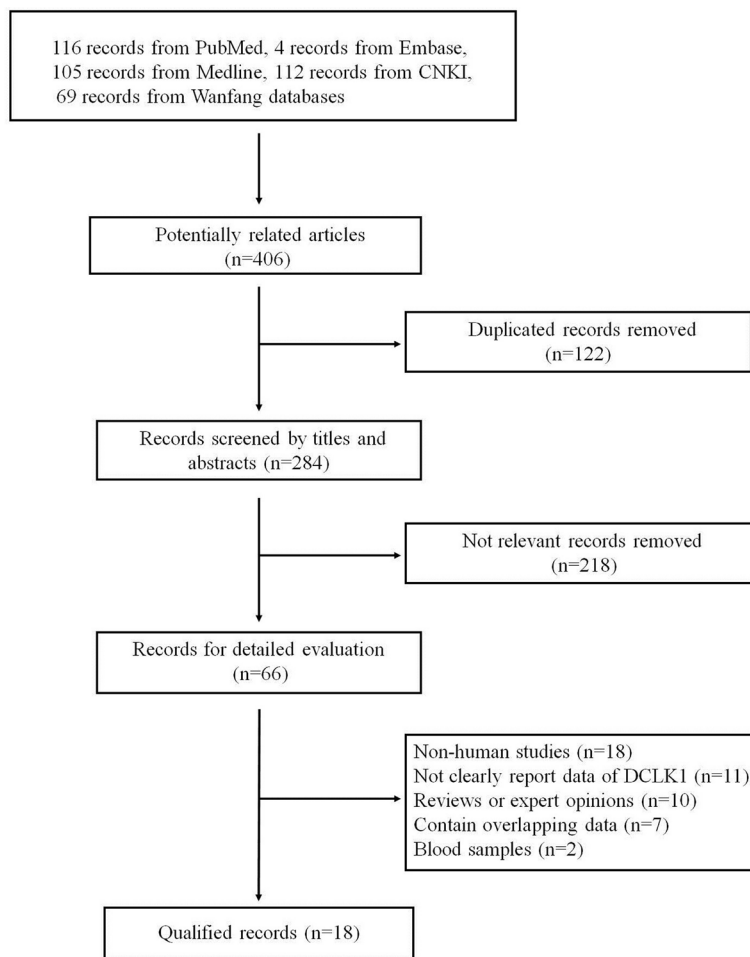 116 records from PubMed, 4 records from Embase,
105 records from Medline, 112 records from CNKI,
69 records from Wanfang databases
Potentially related articles
(n=406)
Duplicated records removed
(n=122)
Records screened by titles and
abstracts (n=284)
Not relevant records removed
(n=218)
Records for detailed evaluation
(n=66)
Non-human studies (n=18)
Not clearly report data of DCLK1 (n=11)
Reviews or expert opinions (n=10)
Contain overlapping data (n=7)
Blood samples (n=2)
Qualified records (n=18)